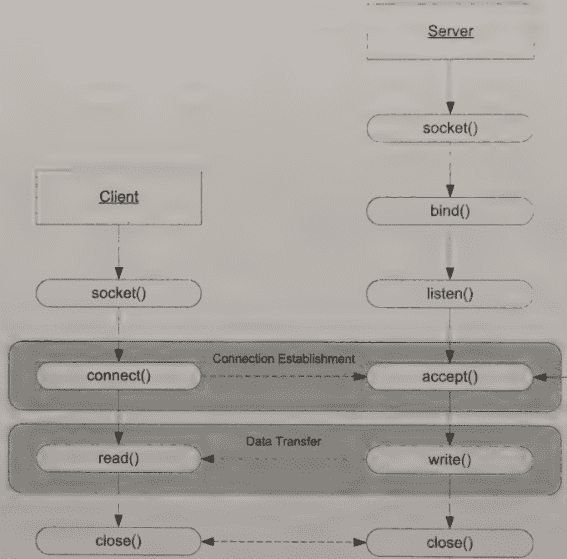 Server
socket()
bind()
Client
socket()
listen()
Connection Establishment
connect()
accept()
Data Transfer
read()
write()
close()
close()